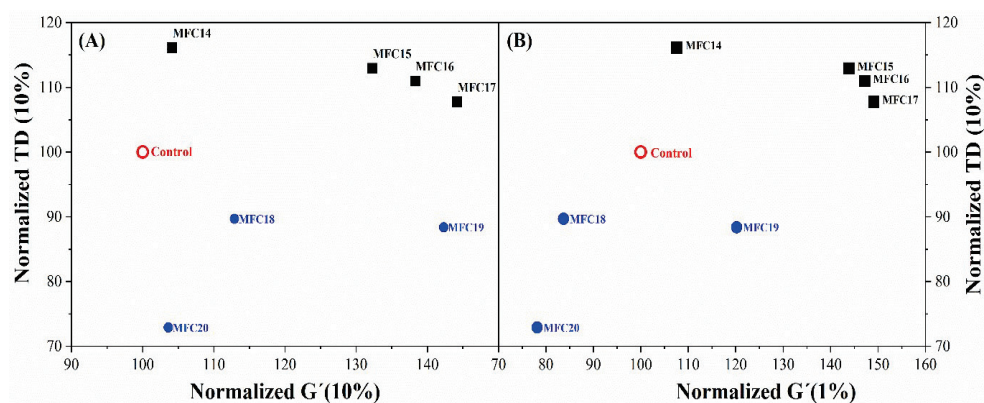 (A)
MFC14
MFC15
MFC16
MFC17
Control
MFC18
MFC19
MFC20
120
110
100
90
80
70
Normalized TD (10%)
90
100
110
120
130
140
Normalized G´(10%)
(B)
MFC14
MFC15
MFC16
MFC17
Control
MFC18
MFC19
MFC20
80
90
100
110
120
130
140
150
160
Normalized G´(1%)
120
110
100
90
80
70
Normalized TD (10%)